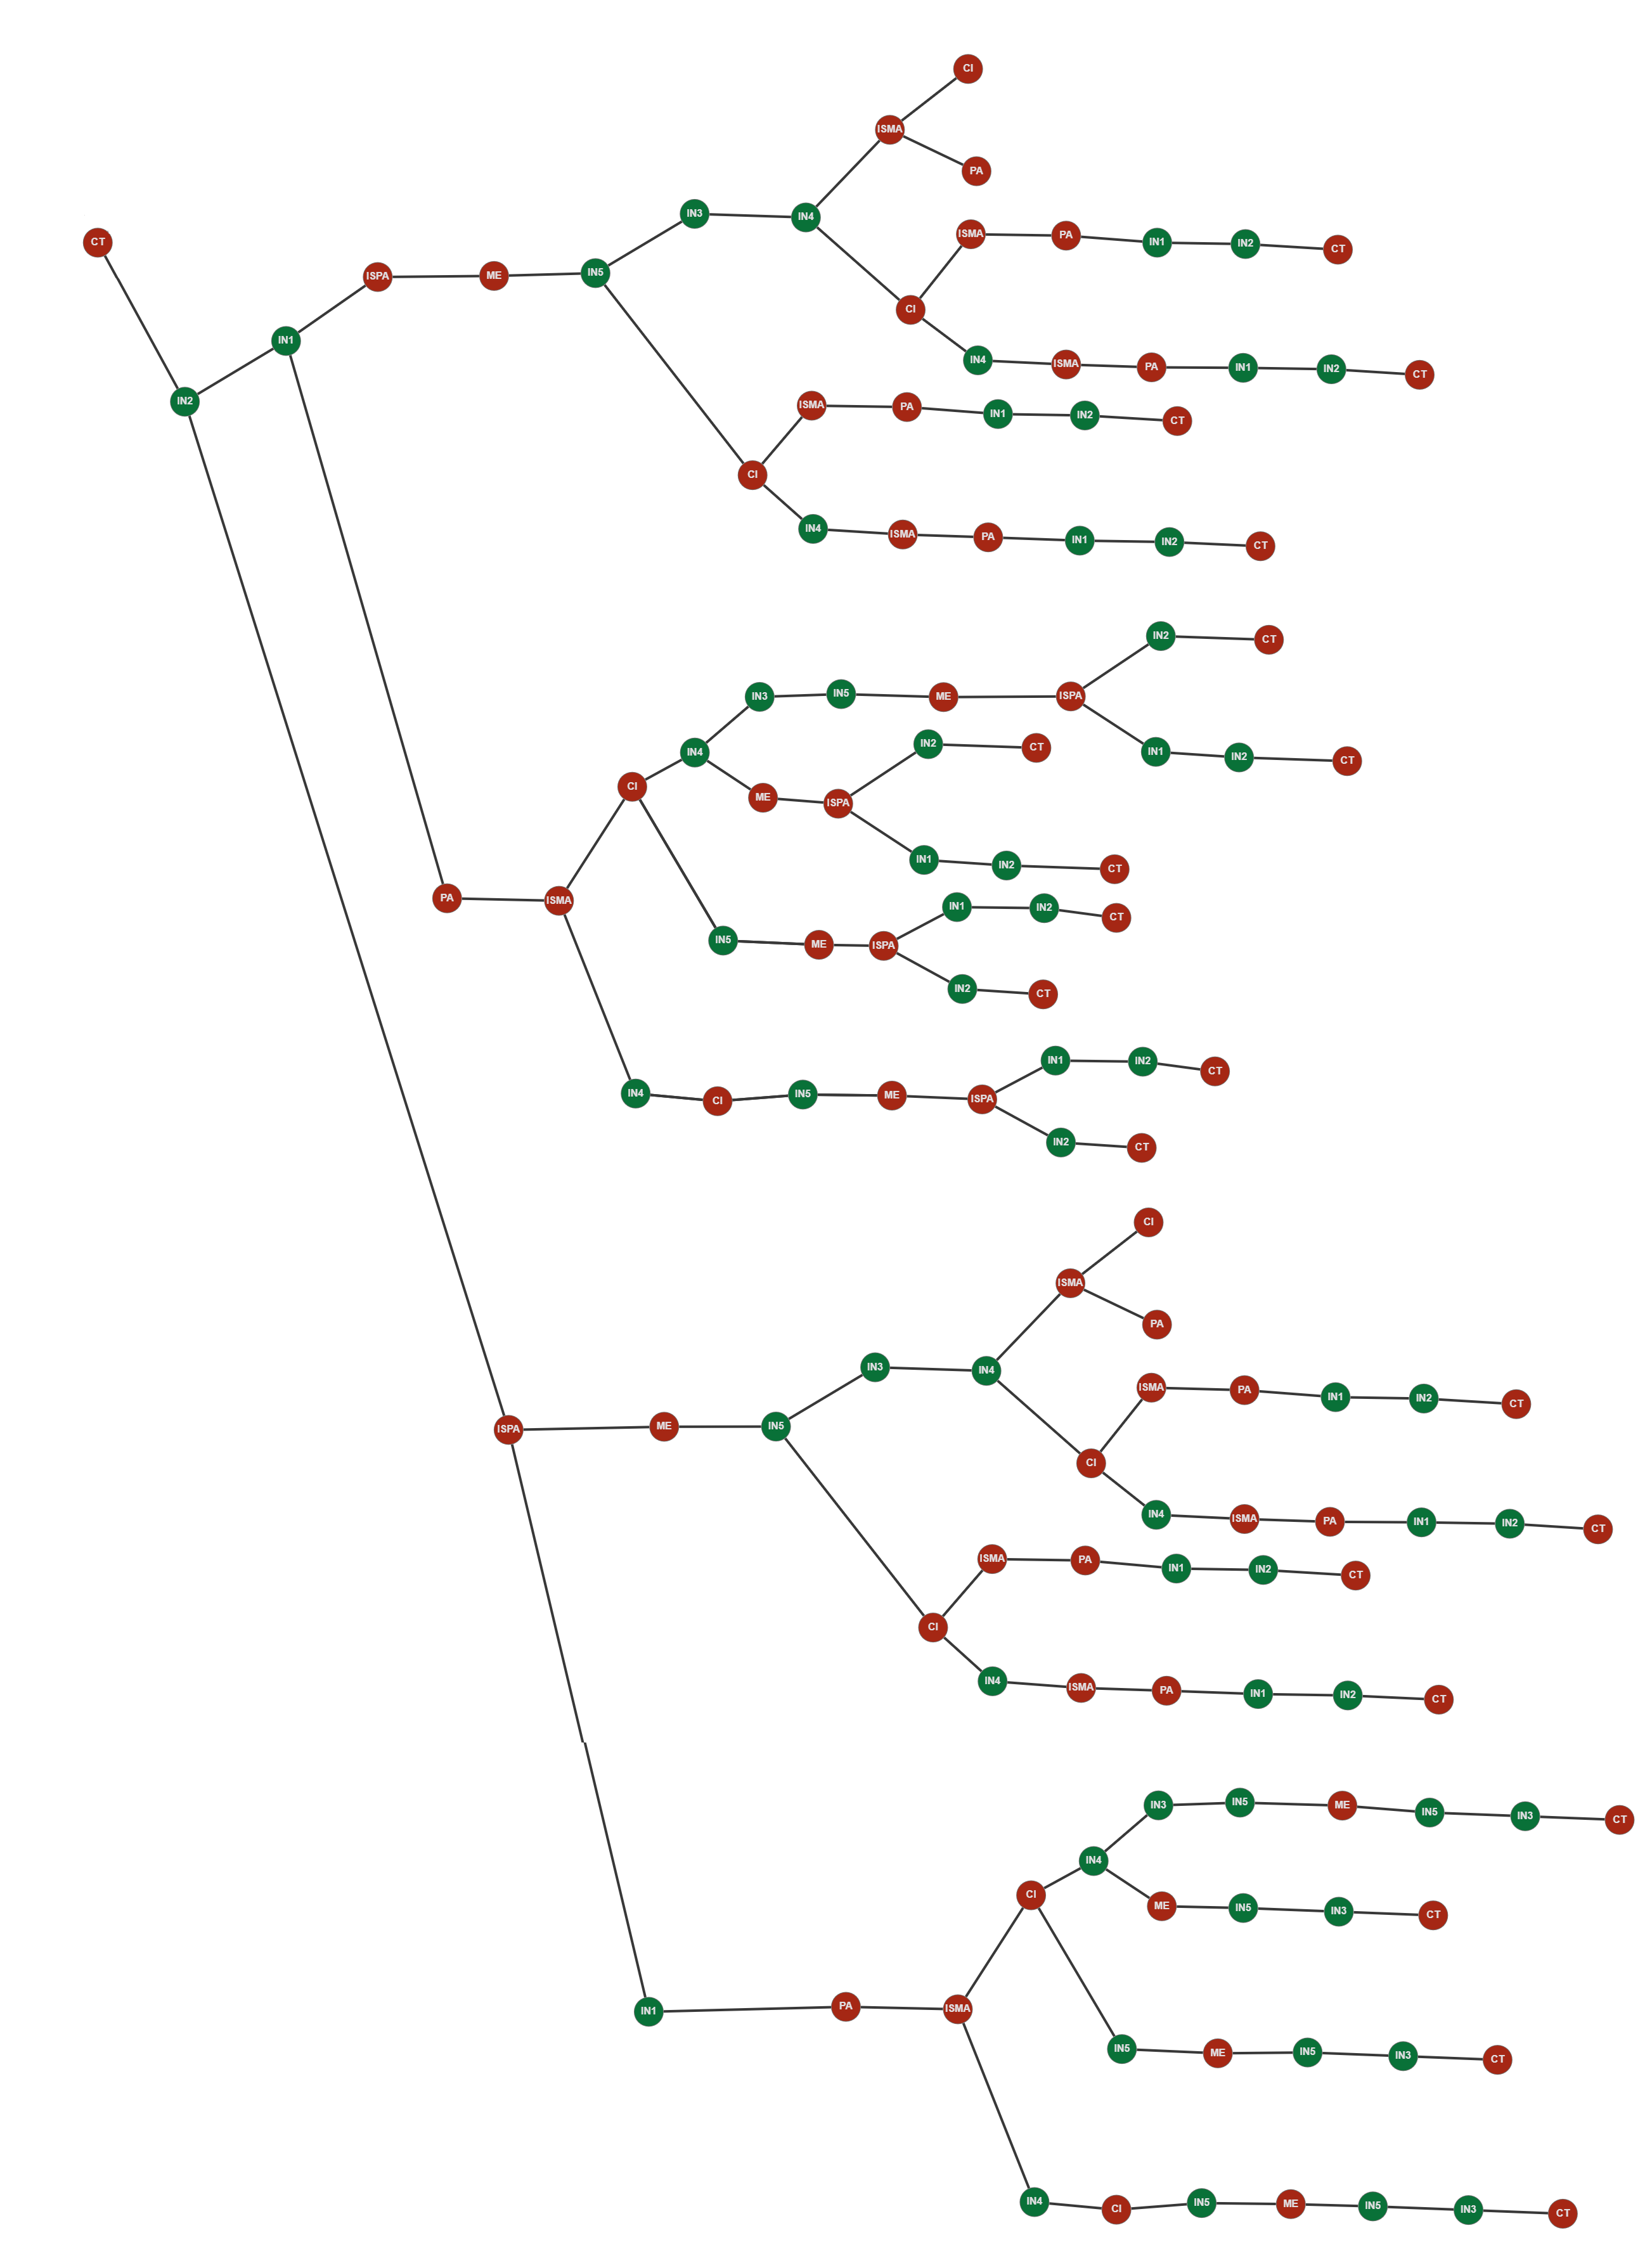 CI
ISMA
PA
IN3 IN4
ISMA PA IN1 IN2 CT
CT
ISPA ME IN5
CI
IN1
IN4 ISMA PA IN1 IN2 CT
IN2
ISMA PA IN1 IN2 CT
CI
IN4 ISMA PA IN1 IN2 CT
IN2 CT
IN3 IN5 ME ISPA
IN4
IN2 CT
IN1 IN2 CT
CI
ME ISPA
IN1 IN2 CT
PA ISMA
IN1 IN2 CT
IN5 ME ISPA
IN2 CT
IN1 IN2 CT
IN4 CI IN5 ME ISPA
IN2 CT
CI
ISMA
PA
IN3 IN4
ISMA PA IN1 IN2 CT
ISPA ME IN5
CI
IN4 ISMA PA IN1 IN2 CT
ISMA PA IN1 IN2 CT
CI
IN4 ISMA PA IN1 IN2 CT
IN3 IN5 ME IN5 IN3 CT
IN4
CI
ME IN5 IN3 CT
IN1 PA ISMA
IN5 ME IN5 IN3 CT
IN4 CI IN5 ME IN5 IN3 CT